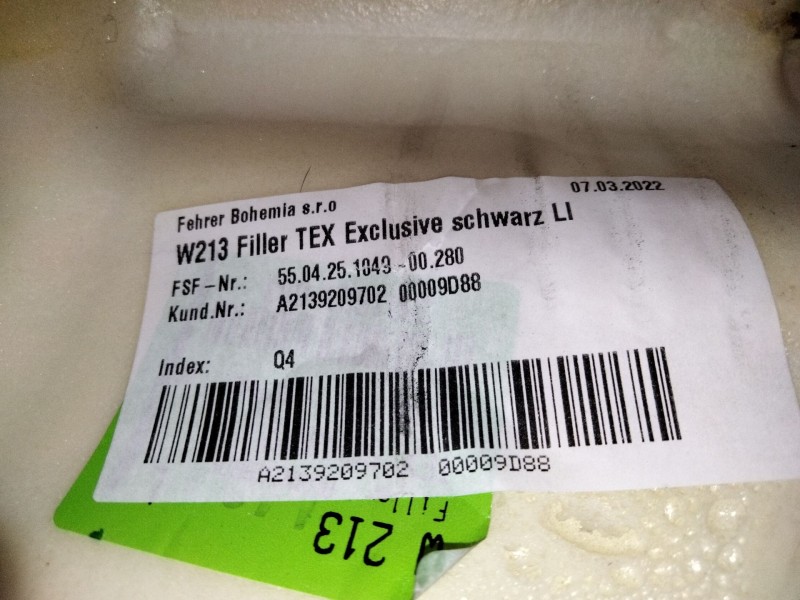 07.03.2022
Fehrer Bohemia s.r.o
W213 Filler TEX Exclusive schwarz LI
FSF-Nr.: 55.04.25.1049-00.280
Kund.Nr.: A2139209702 00009D88
Index: Q4
A2139209702 00009D88
W 213